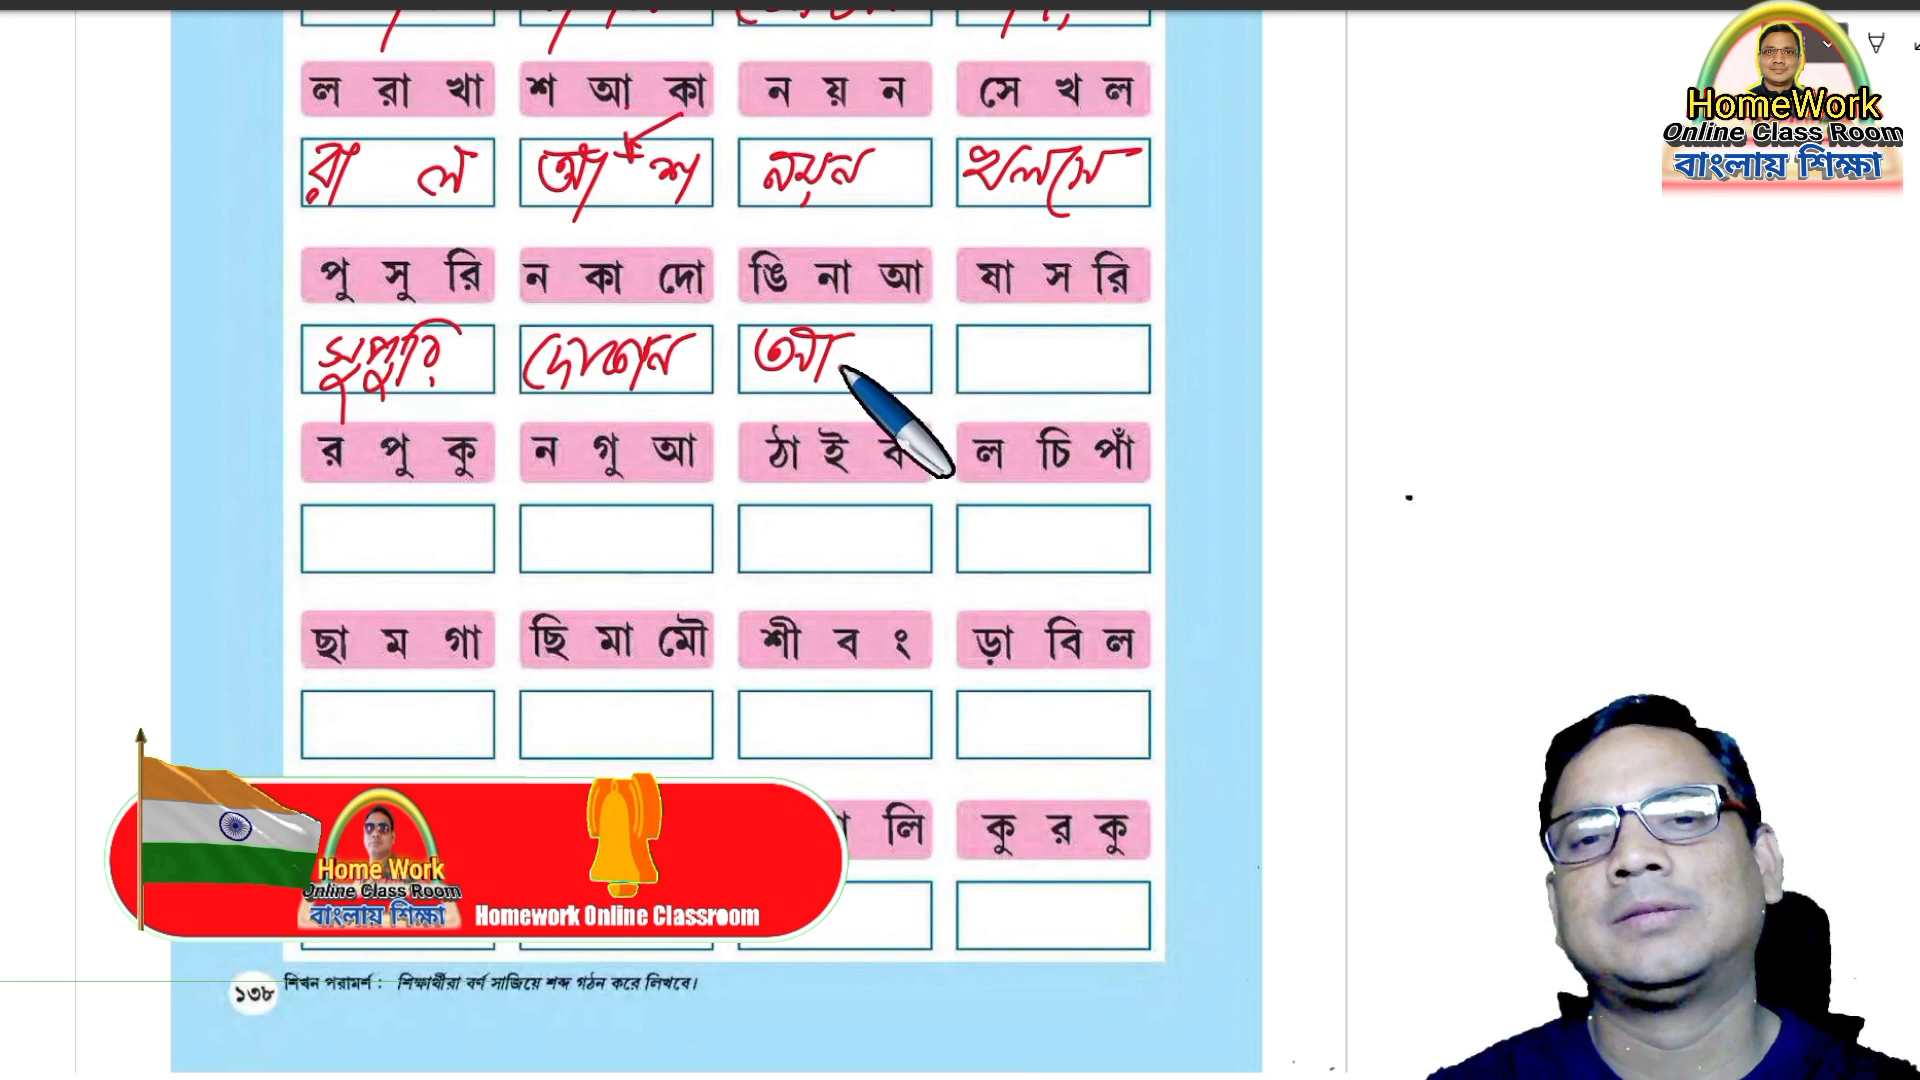 HomeWork
Online Class Room
বাংলায় শিক্ষা
ল রা খা শ আ কা ন য় ন সে খ ল
রা ল আ শ নয়ন খলসে
পু সু রি ন কা দো ঙি না আ ষা স রি
সুপুরি দোকান আ
র পু কু ন গু আ ঠা ই ল চি পাঁ
ছা ম গা ছি মা মৌ শী ব ং ড়া বি ল
লি কু র কু
Home Work
Online Class Room
বাংলায় শিক্ষা
Homework Online Classroom
১৩৮ শিখন পরামর্শ : শিক্ষার্থীরা বর্ণ সাজিয়ে শব্দ গঠন করে লিখবে।